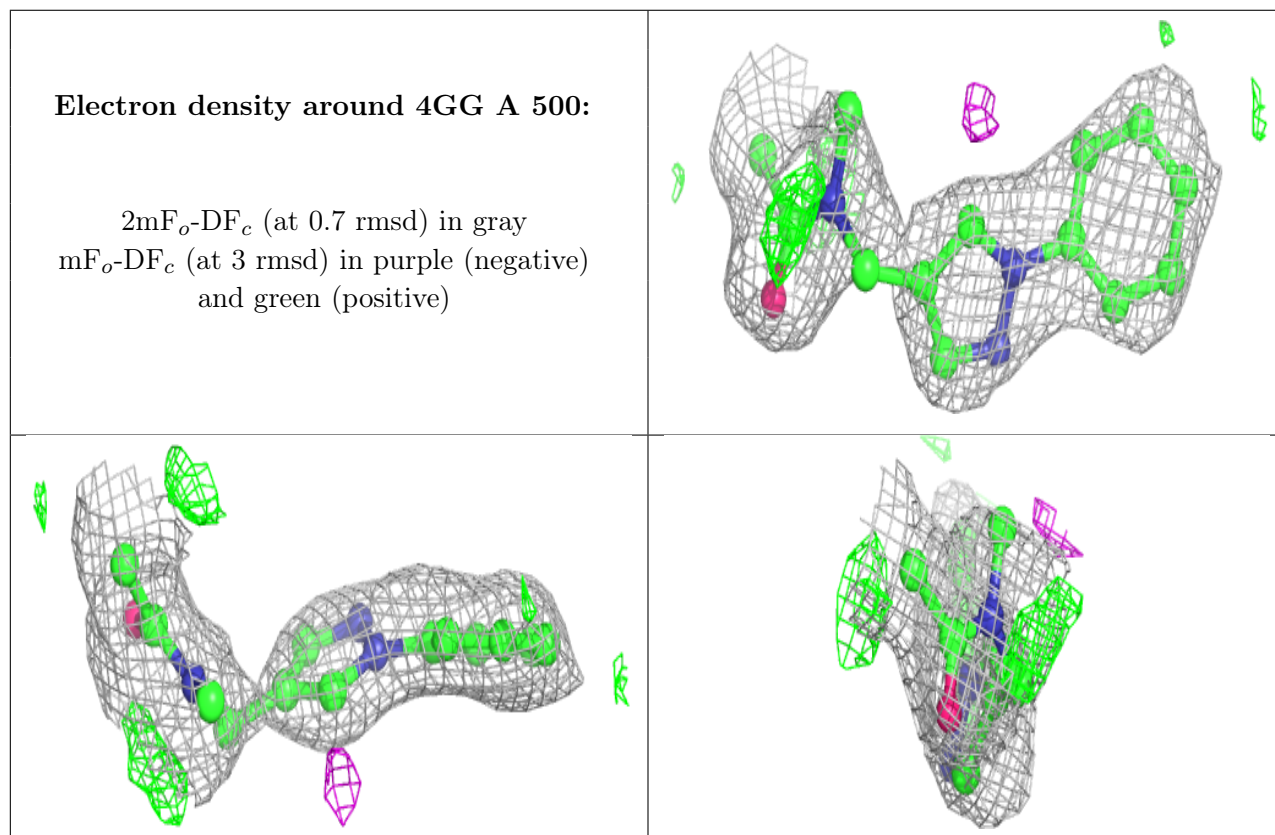 Electron density around 4GG A 500:
2mFo-DFc (at 0.7 rmsd) in gray
mFo-DFc (at 3 rmsd) in purple (negative)
and green (positive)